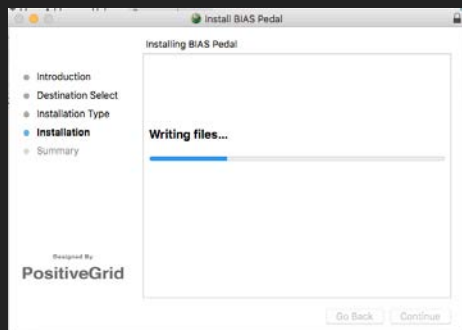 Install BIAS Pedal
Installing BIAS Pedal
Introduction
Destination Select
Installation Type
Installation
Summary
Writing files...
Designed By
PositiveGrid
Go Back
Continue